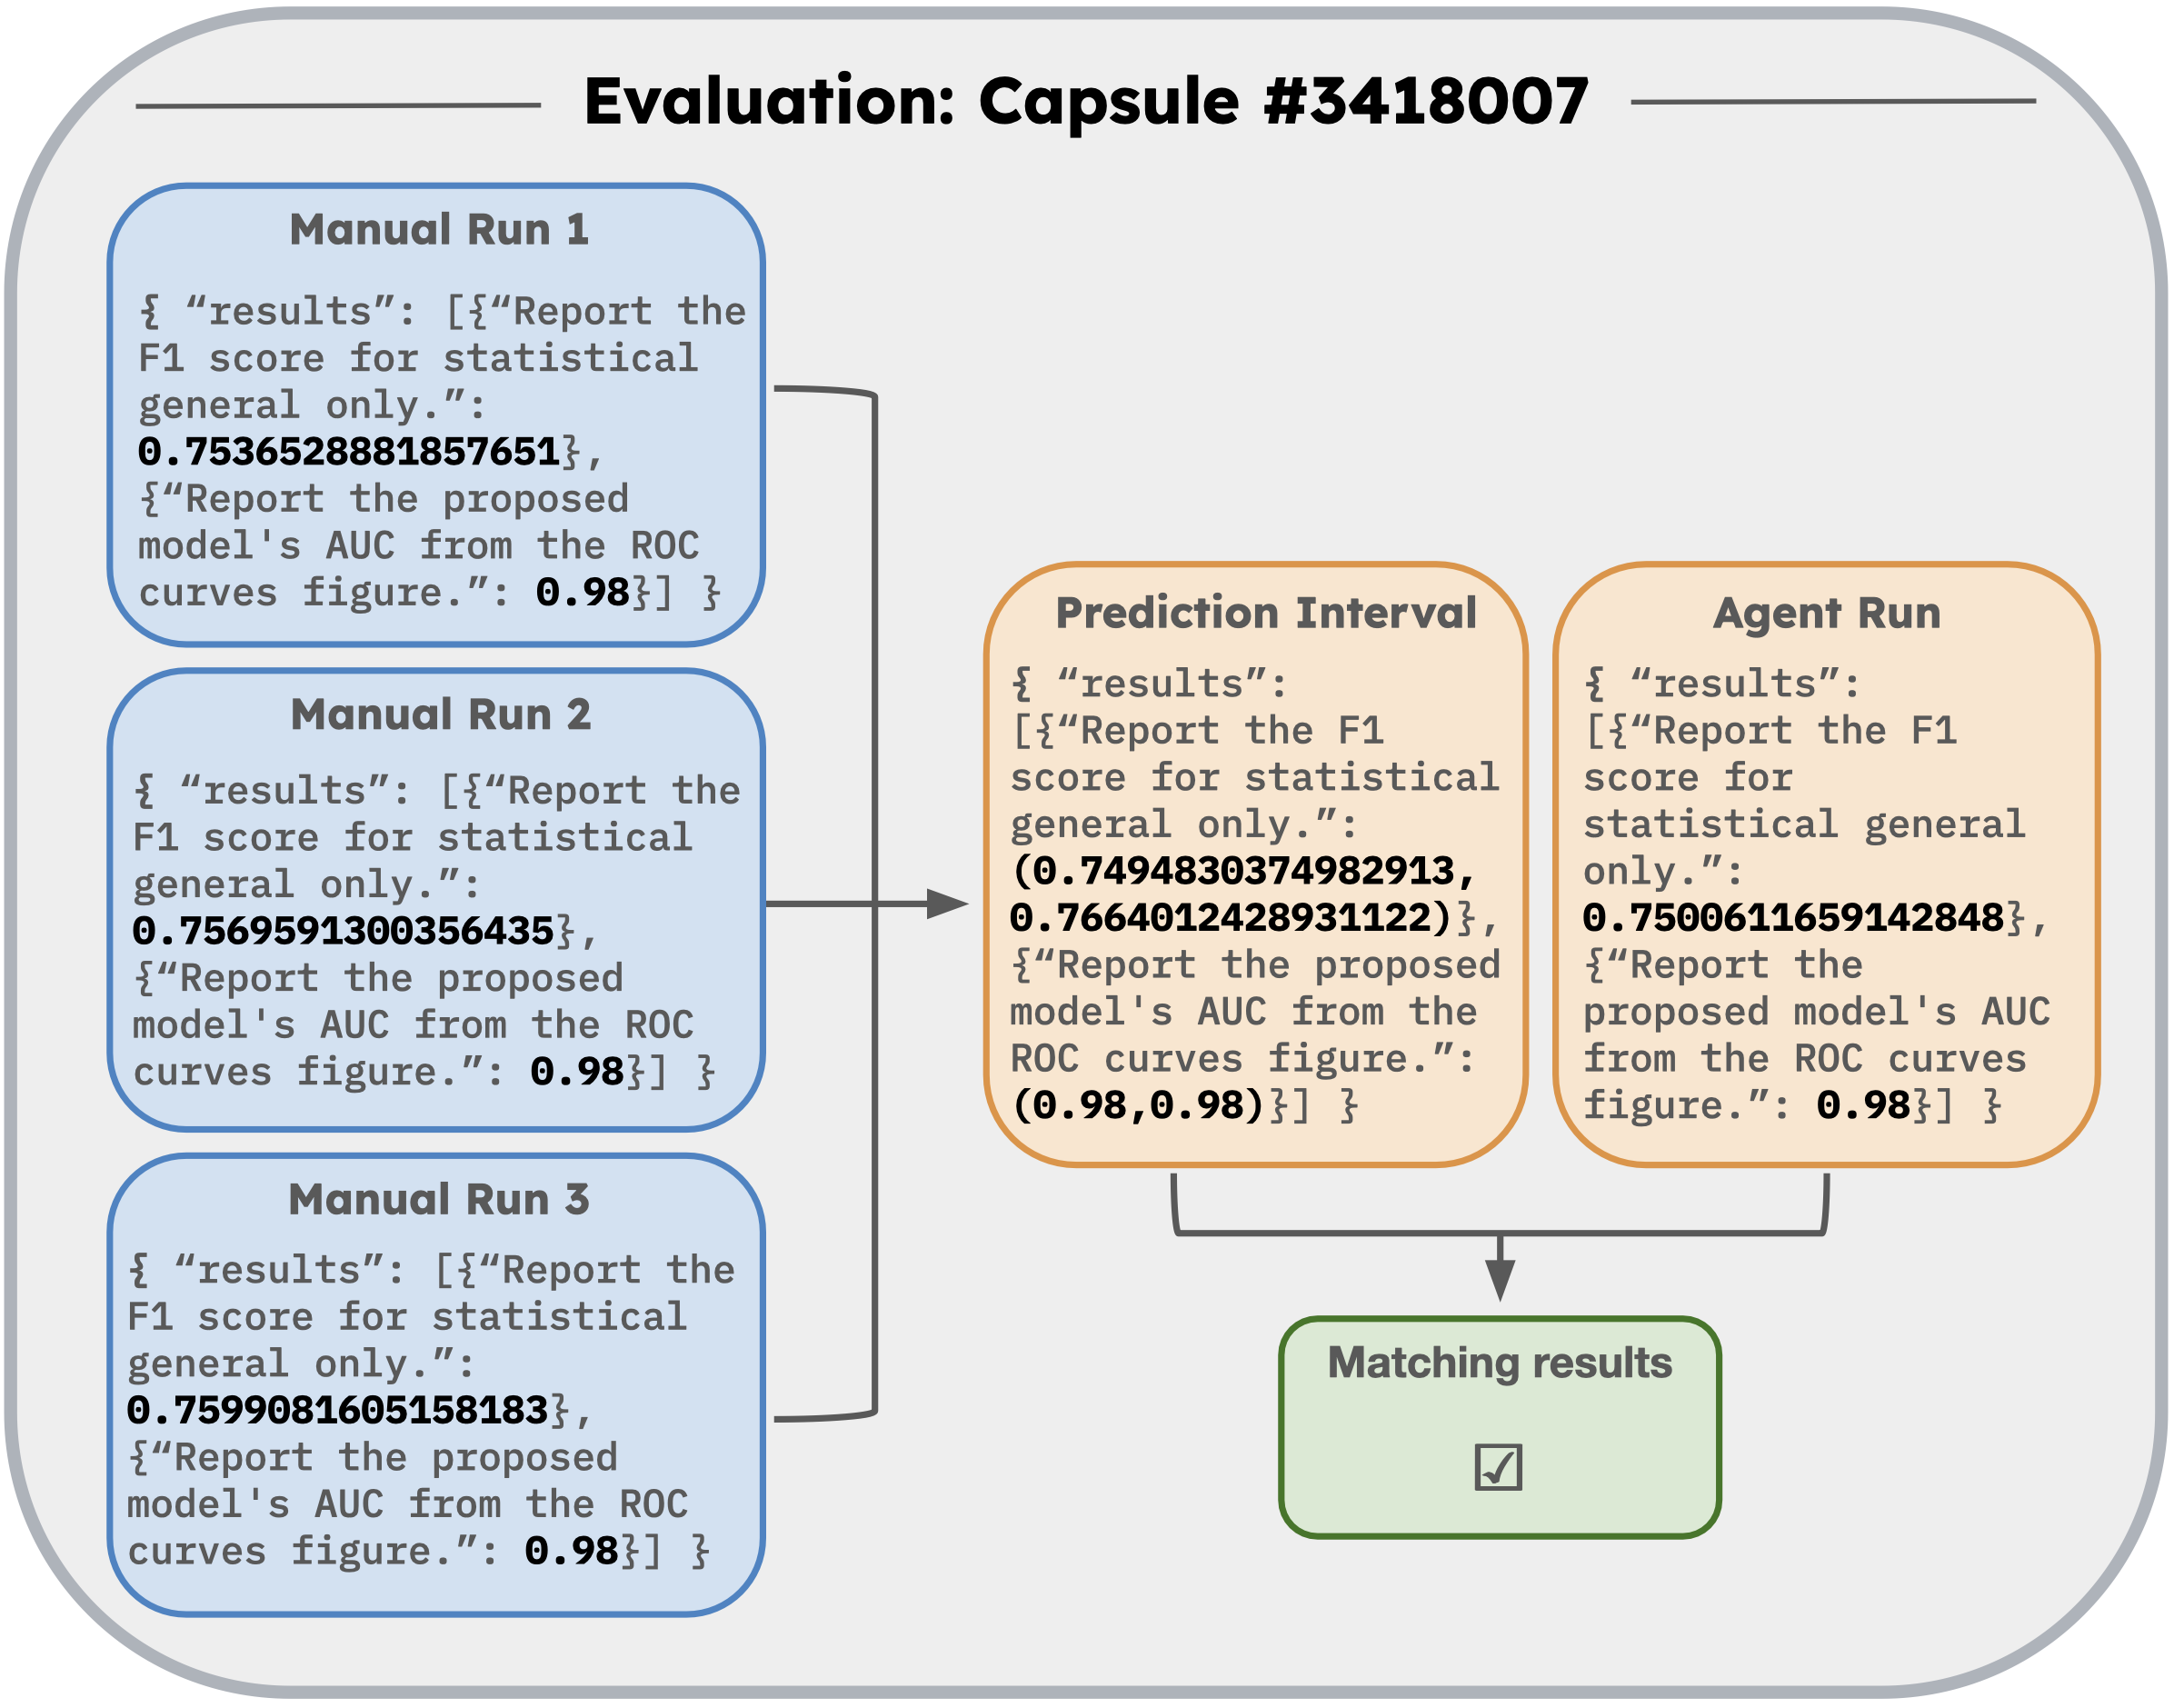 Evaluation: Capsule #3418007
Manual Run 1
{ “results”: [{“Report the
F1 score for statistical
general only.”:
0.7536528881857651},
{“Report the proposed
model's AUC from the ROC
curves figure.”: 0.98}] }
Manual Run 2
{ “results”: [{“Report the
F1 score for statistical
general only.”:
0.7569591300356435},
{“Report the proposed
model's AUC from the ROC
curves figure.”: 0.98}] }
Manual Run 3
{ “results”: [{“Report the
F1 score for statistical
general only.”:
0.7599081605158183},
{“Report the proposed
model's AUC from the ROC
curves figure.”: 0.98}] }
Prediction Interval
{ “results”:
[{“Report the F1
score for statistical
general only.”:
(0.7494830374982913,
0.7664012428931122)},
{“Report the proposed
model's AUC from the
ROC curves figure.”:
(0.98,0.98)}] }
Agent Run
{ “results”:
[{“Report the F1
score for
statistical general
only.”:
0.7500611659142848},
{“Report the
proposed model's AUC
from the ROC curves
figure.”: 0.98}] }
Matching results
☑